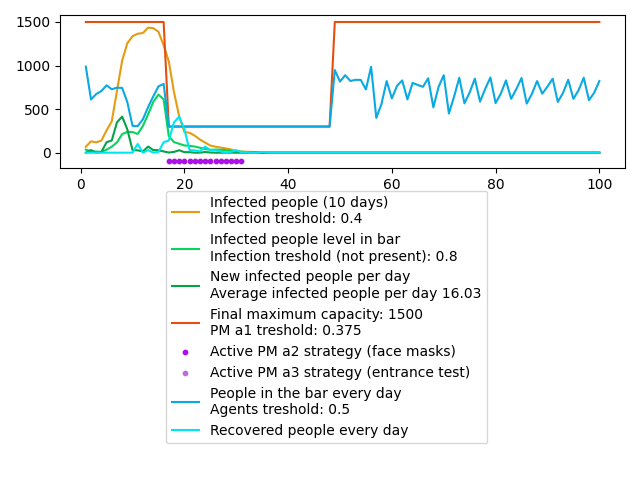 1500
1000
500
0
0
20
40
60
80
100
Infected people (10 days)
Infection treshold: 0.4
Infected people level in bar
Infection treshold (not present): 0.8
New infected people per day
Average infected people per day 16.03
Final maximum capacity: 1500
PM a1 treshold: 0.375
Active PM a2 strategy (face masks)
Active PM a3 strategy (entrance test)
People in the bar every day
Agents treshold: 0.5
Recovered people every day